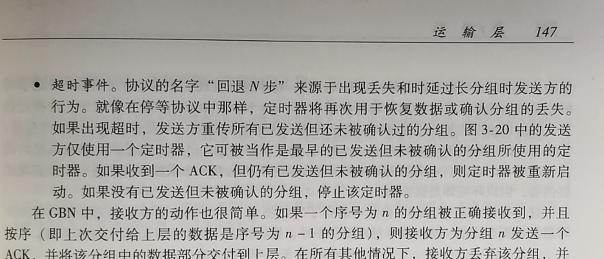 运 输 层 147
• 超时事件。协议的名字“回退 N 步”来源于出现丢失和时延过长分组时发送方的
行为。就像在停等协议中那样，定时器将再次用于恢复数据或确认分组的丢失。
如果出现超时，发送方重传所有已发送但还未被确认过的分组。图 3-20 中的发送
方仅使用一个定时器，它可被当作是最早的已发送但未被确认的分组所使用的定
时器。如果收到一个 ACK，但仍有已发送但未被确认的分组，则定时器被重新启
动。如果没有已发送但未被确认的分组，停止该定时器。
在 GBN 中，接收方的动作也很简单。如果一个序号为 n 的分组被正确接收到，并且
按序（即上次交付给上层的数据是序号为 n - 1 的分组），则接收方为分组 n 发送一个
ACK，并将该分组中的数据部分交付到上层。在所有其他情况下，接收方丢弃该分组，并